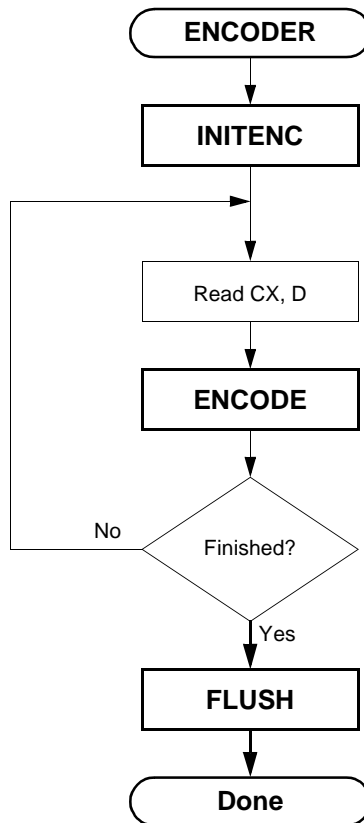 ENCODER
INITENC
Read CX, D
ENCODE
No
Finished?
Yes
FLUSH
Done